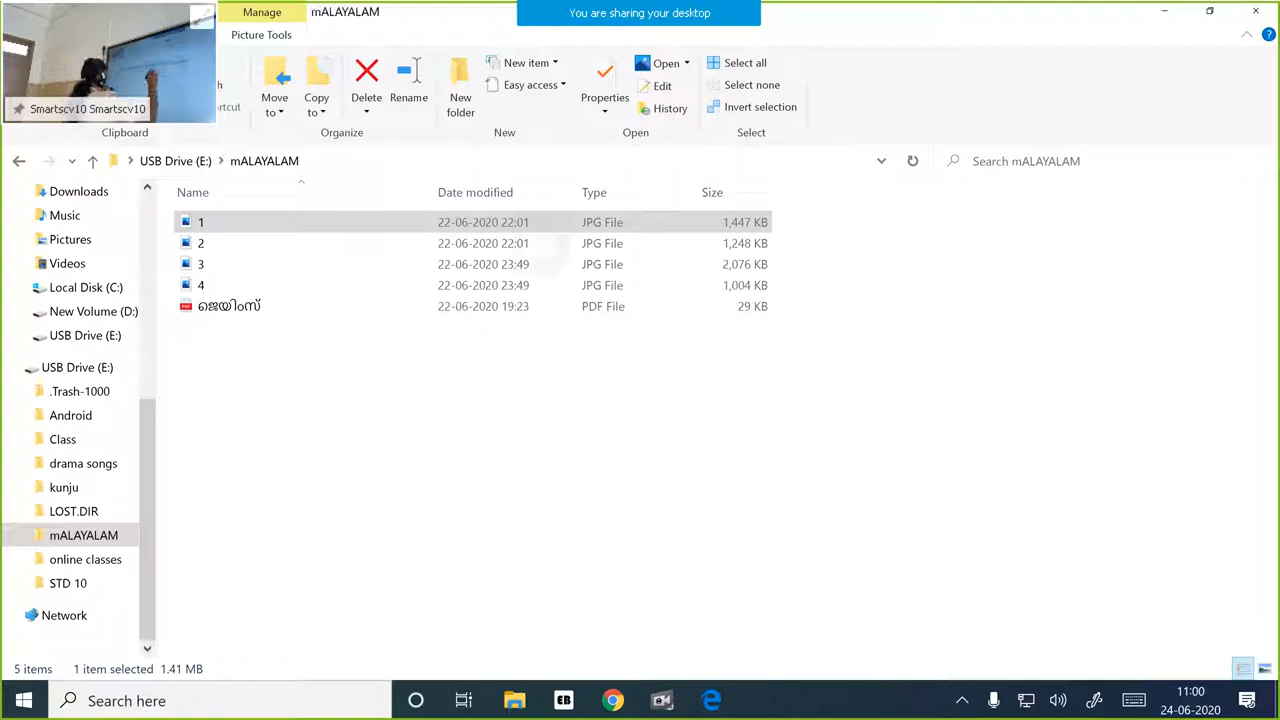 Manage
mALAYALAM
You are sharing your desktop
Picture Tools
Smartscv10 Smartscv10
Move to
Copy to
Delete
Rename
New folder
New item
Easy access
Properties
Open
Edit
History
Select all
Select none
Invert selection
Clipboard
Organize
New
Open
Select
USB Drive (E:) mALAYALAM
Search mALAYALAM
Name Date modified Type Size
1 22-06-2020 22:01 JPG File 1,447 KB
2 22-06-2020 22:01 JPG File 1,248 KB
3 22-06-2020 23:49 JPG File 2,076 KB
4 22-06-2020 23:49 JPG File 1,004 KB
ജെയിംസ് 22-06-2020 19:23 PDF File 29 KB
Downloads
Music
Pictures
Videos
Local Disk (C:)
New Volume (D:)
USB Drive (E:)
USB Drive (E:)
.Trash-1000
Android
Class
drama songs
kunju
LOST.DIR
mALAYALAM
online classes
STD 10
Network
5 items 1 item selected 1.41 MB
Search here
11:00
24-06-2020